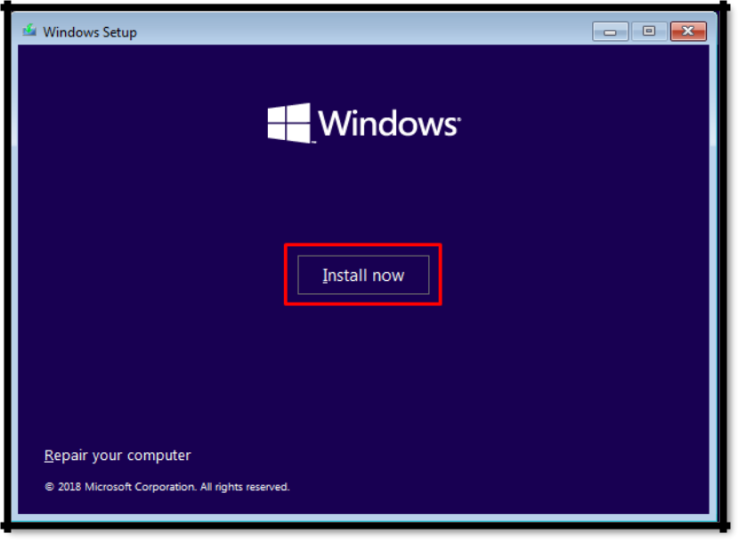 Windows Setup
Windows
Install now
Repair your computer
© 2018 Microsoft Corporation. All rights reserved.